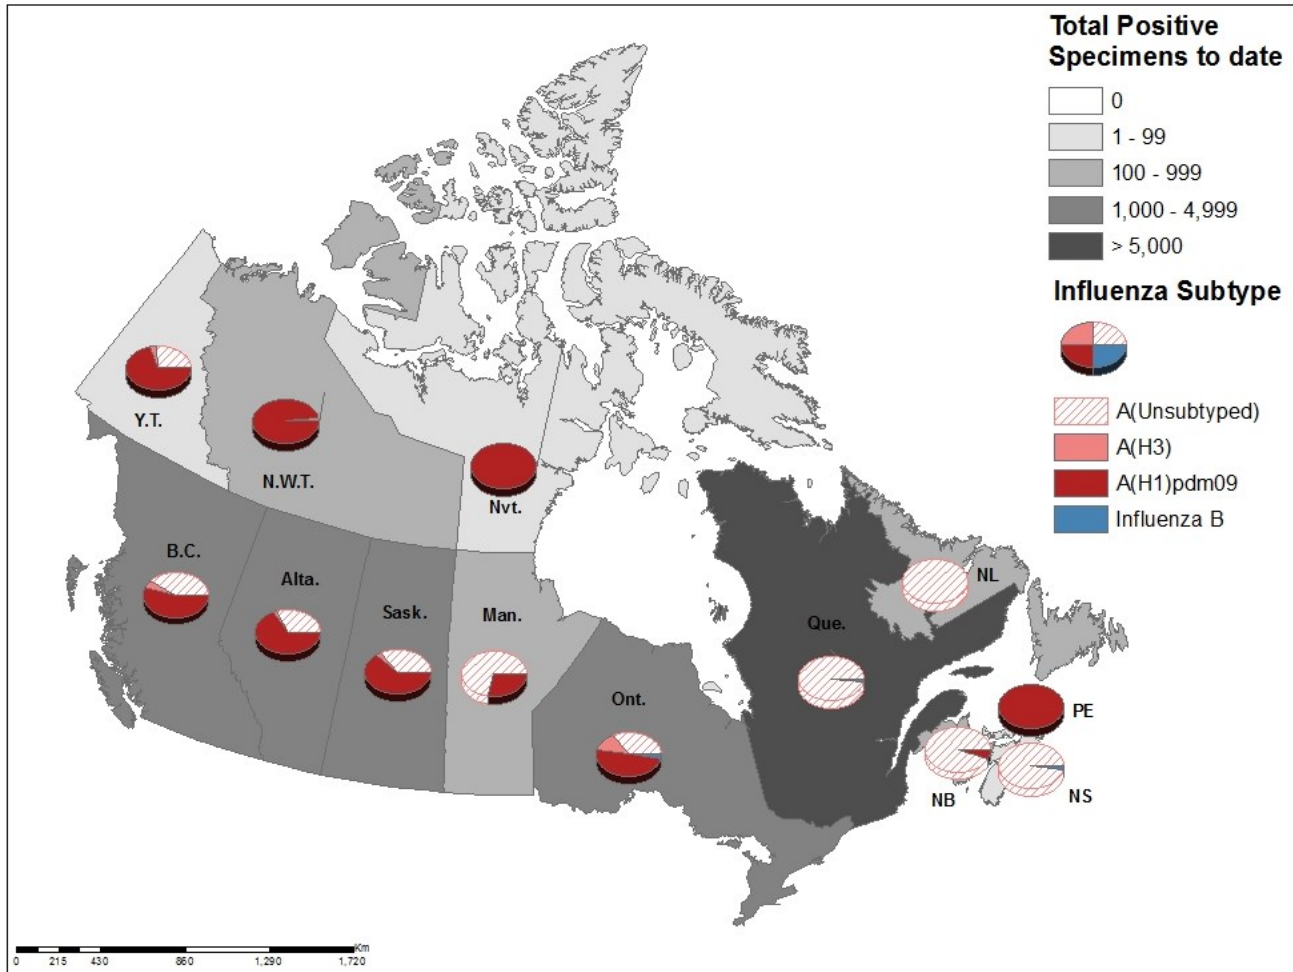 Total Positive
Specimens to date
0
1 - 99
100 - 999
1,000 - 4,999
> 5,000
Influenza Subtype
A(Unsubtyped)
A(H3)
A(H1)pdm09
Influenza B
Y.T.
N.W.T.
Nvt.
B.C.
Alta.
Sask.
Man.
Ont.
Que.
NL
PE
NB
NS
Km
0 215 430 860 1,290 1,720